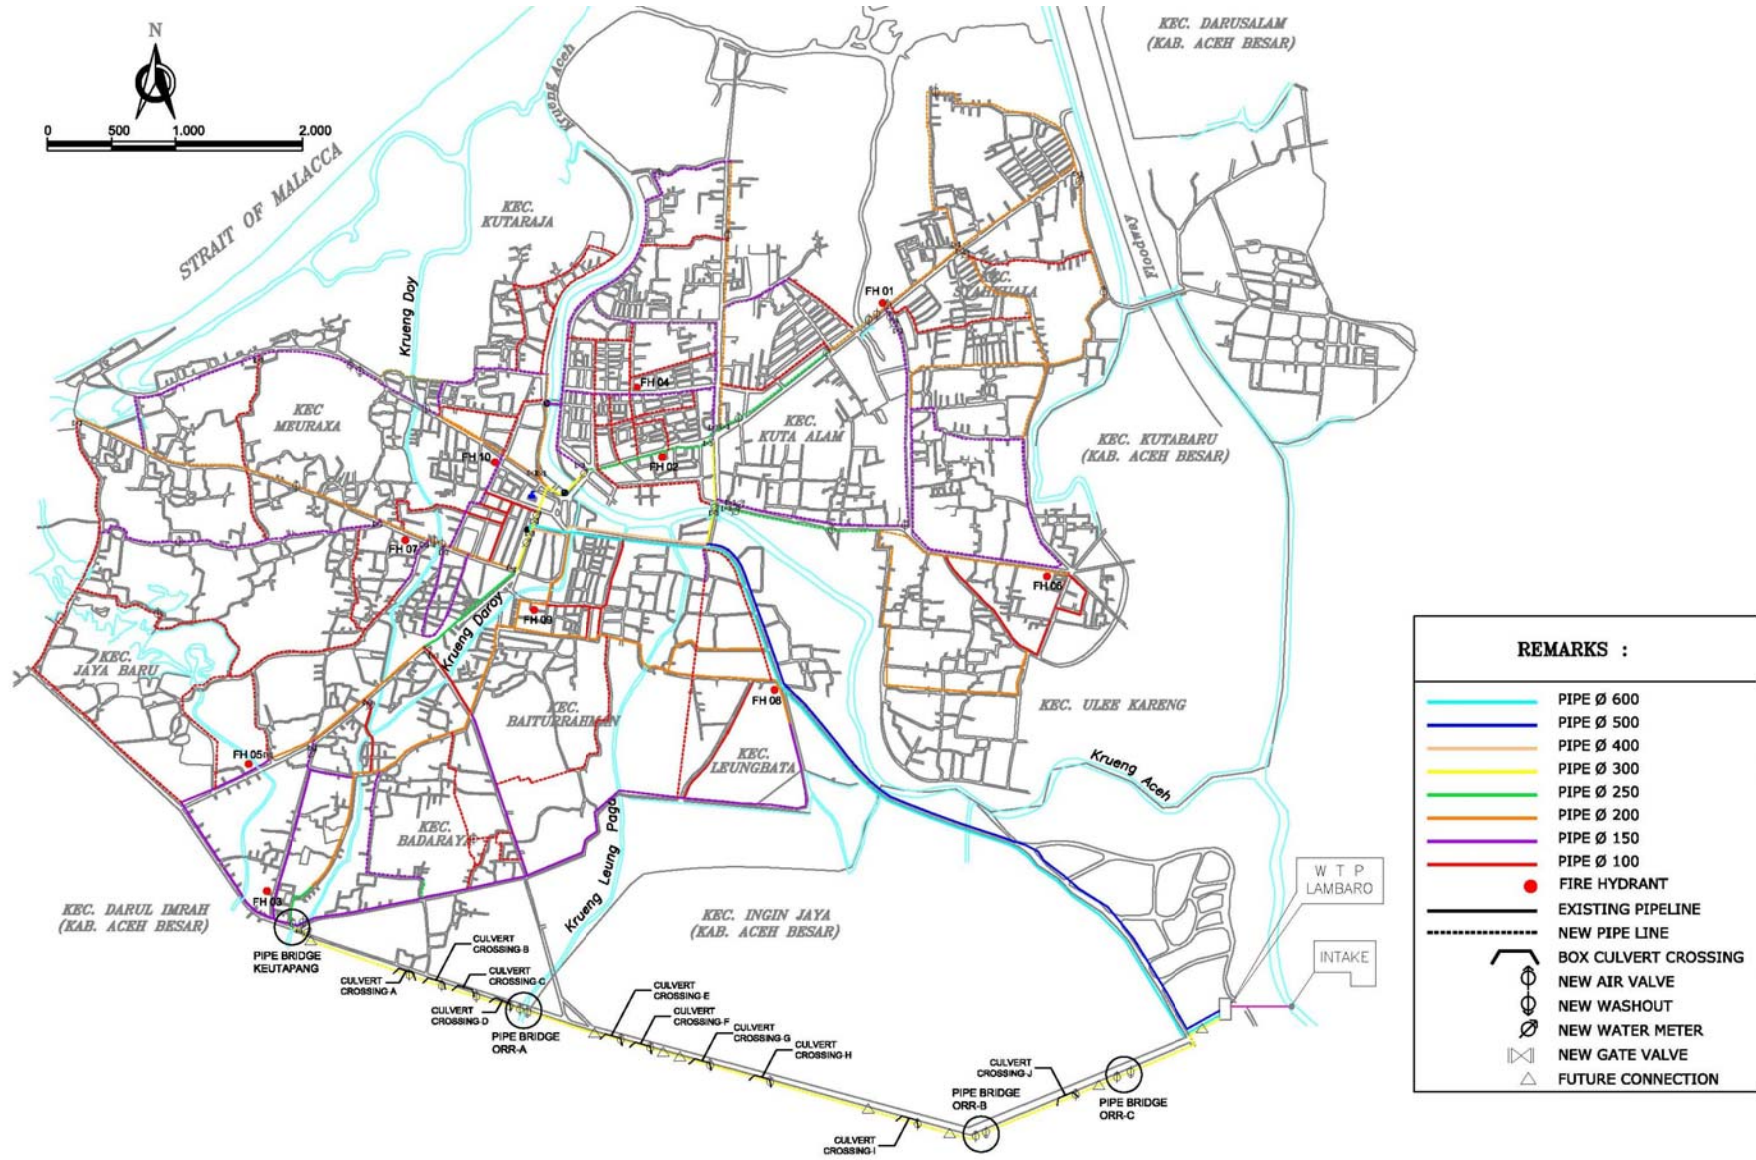 KEC. DARUSALAM
(KAB. ACEH BESAR)
N
0 500 1.000 2.000
STRAIT OF MALACCA
Krueng Aceh
KEC.
KUTARAJA
Krueng Doy
Floodway
KEC.
SYAHKUALA
FH 01
FH 04
KEC
MEURAXA
KEC.
KUTA ALAM
KEC. KUTABARU
(KAB. ACEH BESAR)
FH 10
FH 02
FH 07
FH 06
FH 09
Krueng Daroy
KEC.
JAYA BARU
KEC.
BAITURRAHMAN
FH 08
KEC. ULEE KARENG
FH 05
KEC.
LEUNGBATA
Krueng Aceh
KEC.
BADARAYA
Krueng Leung Paga
FH 03
KEC. DARUL IMRAH
(KAB. ACEH BESAR)
KEC. INGIN JAYA
(KAB. ACEH BESAR)
W T P
LAMBARO
INTAKE
PIPE BRIDGE
KEUTAPANG
CULVERT
CROSSING-A
CULVERT
CROSSING-B
CULVERT
CROSSING-C
CULVERT
CROSSING-D
PIPE BRIDGE
ORR-A
CULVERT
CROSSING-E
CULVERT
CROSSING-F
CULVERT
CROSSING-G
CULVERT
CROSSING-H
CULVERT
CROSSING-I
PIPE BRIDGE
ORR-B
CULVERT
CROSSING-J
PIPE BRIDGE
ORR-C
REMARKS :
PIPE Ø 600
PIPE Ø 500
PIPE Ø 400
PIPE Ø 300
PIPE Ø 250
PIPE Ø 200
PIPE Ø 150
PIPE Ø 100
FIRE HYDRANT
EXISTING PIPELINE
NEW PIPE LINE
BOX CULVERT CROSSING
NEW AIR VALVE
NEW WASHOUT
NEW WATER METER
NEW GATE VALVE
FUTURE CONNECTION